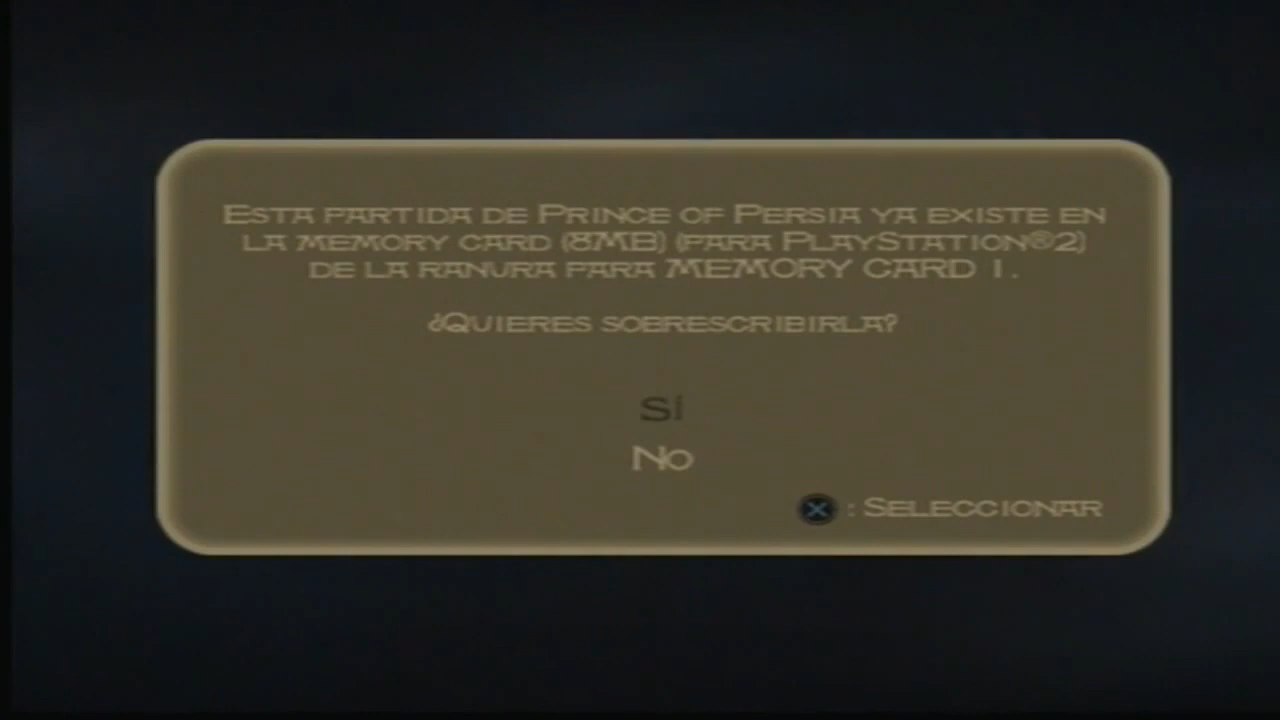 Esta partida de Prince of Persia ya existe en
la memory card (8MB) (para PlayStation®2)
de la ranura para MEMORY CARD 1.
¿Quieres sobrescribirla?
Sí
No
: Seleccionar